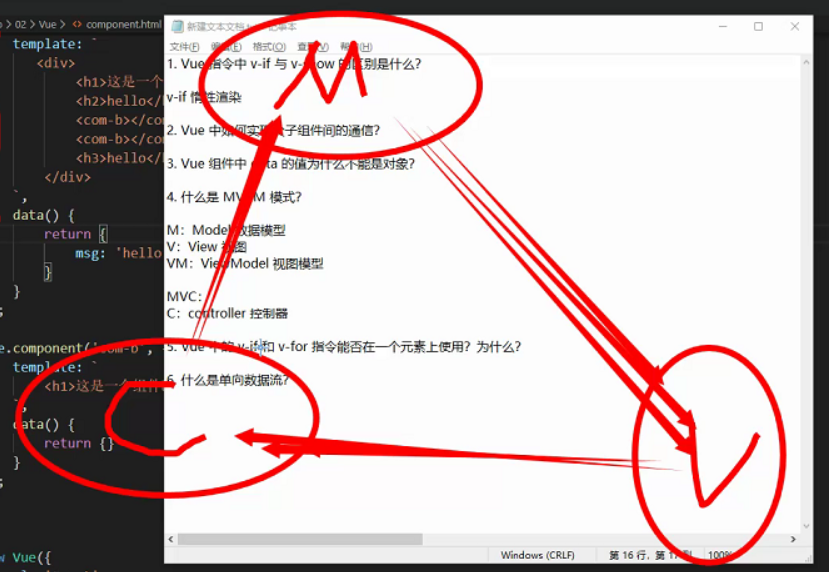 02 > Vue > component.html
template: `
<div>
<h1>这是一个
<h2>hello</
<com-b></co
<com-b></co
<h3>hello</
</div>
`,
data() {
return {
msg: 'hello
}
}
.component('com-b',
template: `
<h1>这是一个组件
`,
data() {
return {}
}
Vue({
新建文本文档 记事本
文件(F) 编辑(E) 格式(O) 查看(V) 帮助(H)
1. Vue 指令中 v-if 与 v-show 的区别是什么?
v-if 惰性渲染
2. Vue 中如何实现父子组件间的通信?
3. Vue 组件中 data 的值为什么不能是对象?
4. 什么是 MVVM 模式?
M: Model 数据模型
V: View 视图
VM: ViewModel 视图模型
MVC:
C: controller 控制器
5. Vue 中的 v-if 和 v-for 指令能否在一个元素上使用? 为什么?
6. 什么是单向数据流?
M
C
V
Windows (CRLF) 第 16 行, 第 17 列 100%